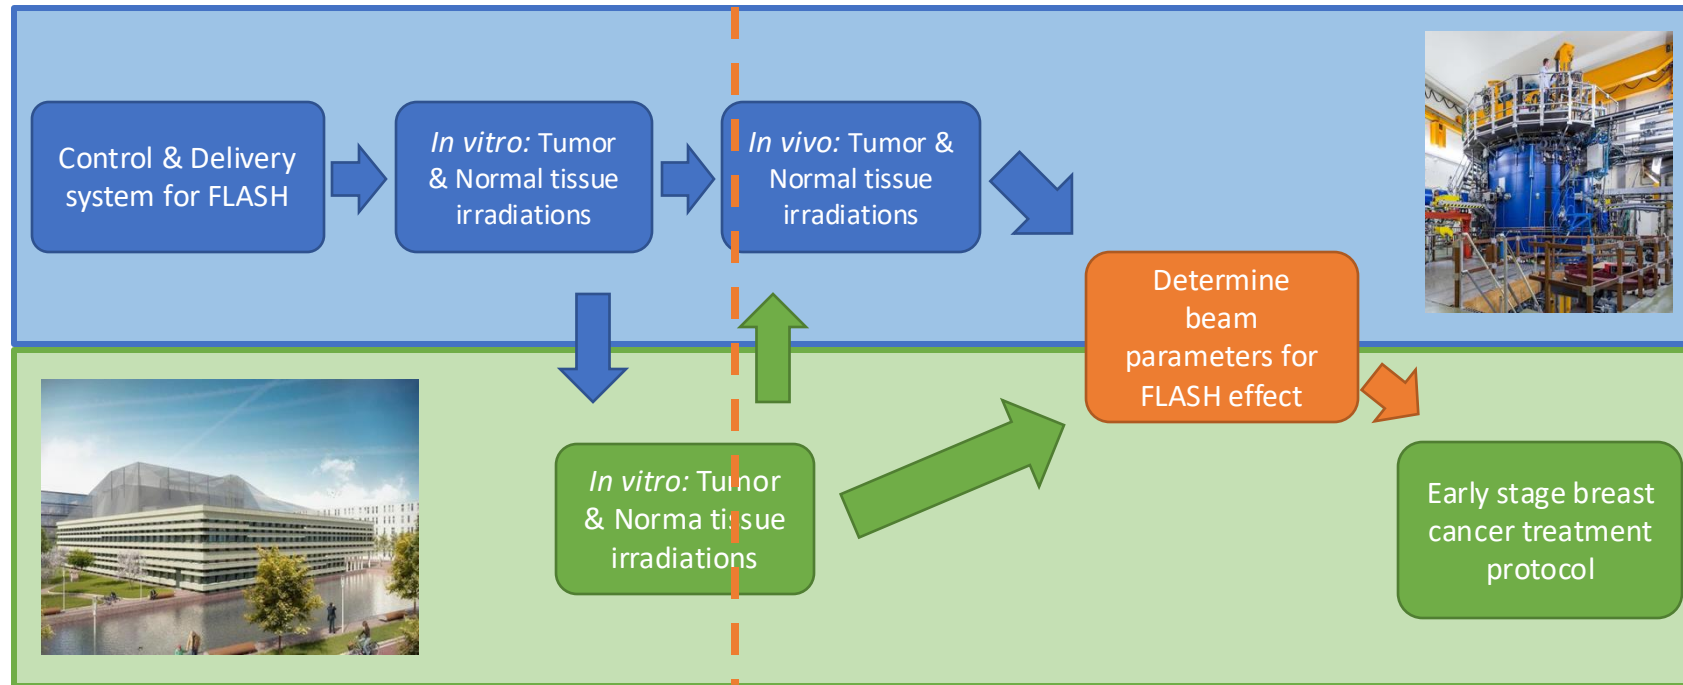 Control & Delivery
system for FLASH
In vitro: Tumor
& Normal tissue
irradiations
In vivo: Tumor &
Normal tissue
irradiations
Determine
beam
parameters for
FLASH effect
In vitro: Tumor
& Norma tissue
irradiations
Early stage breast
cancer treatment
protocol